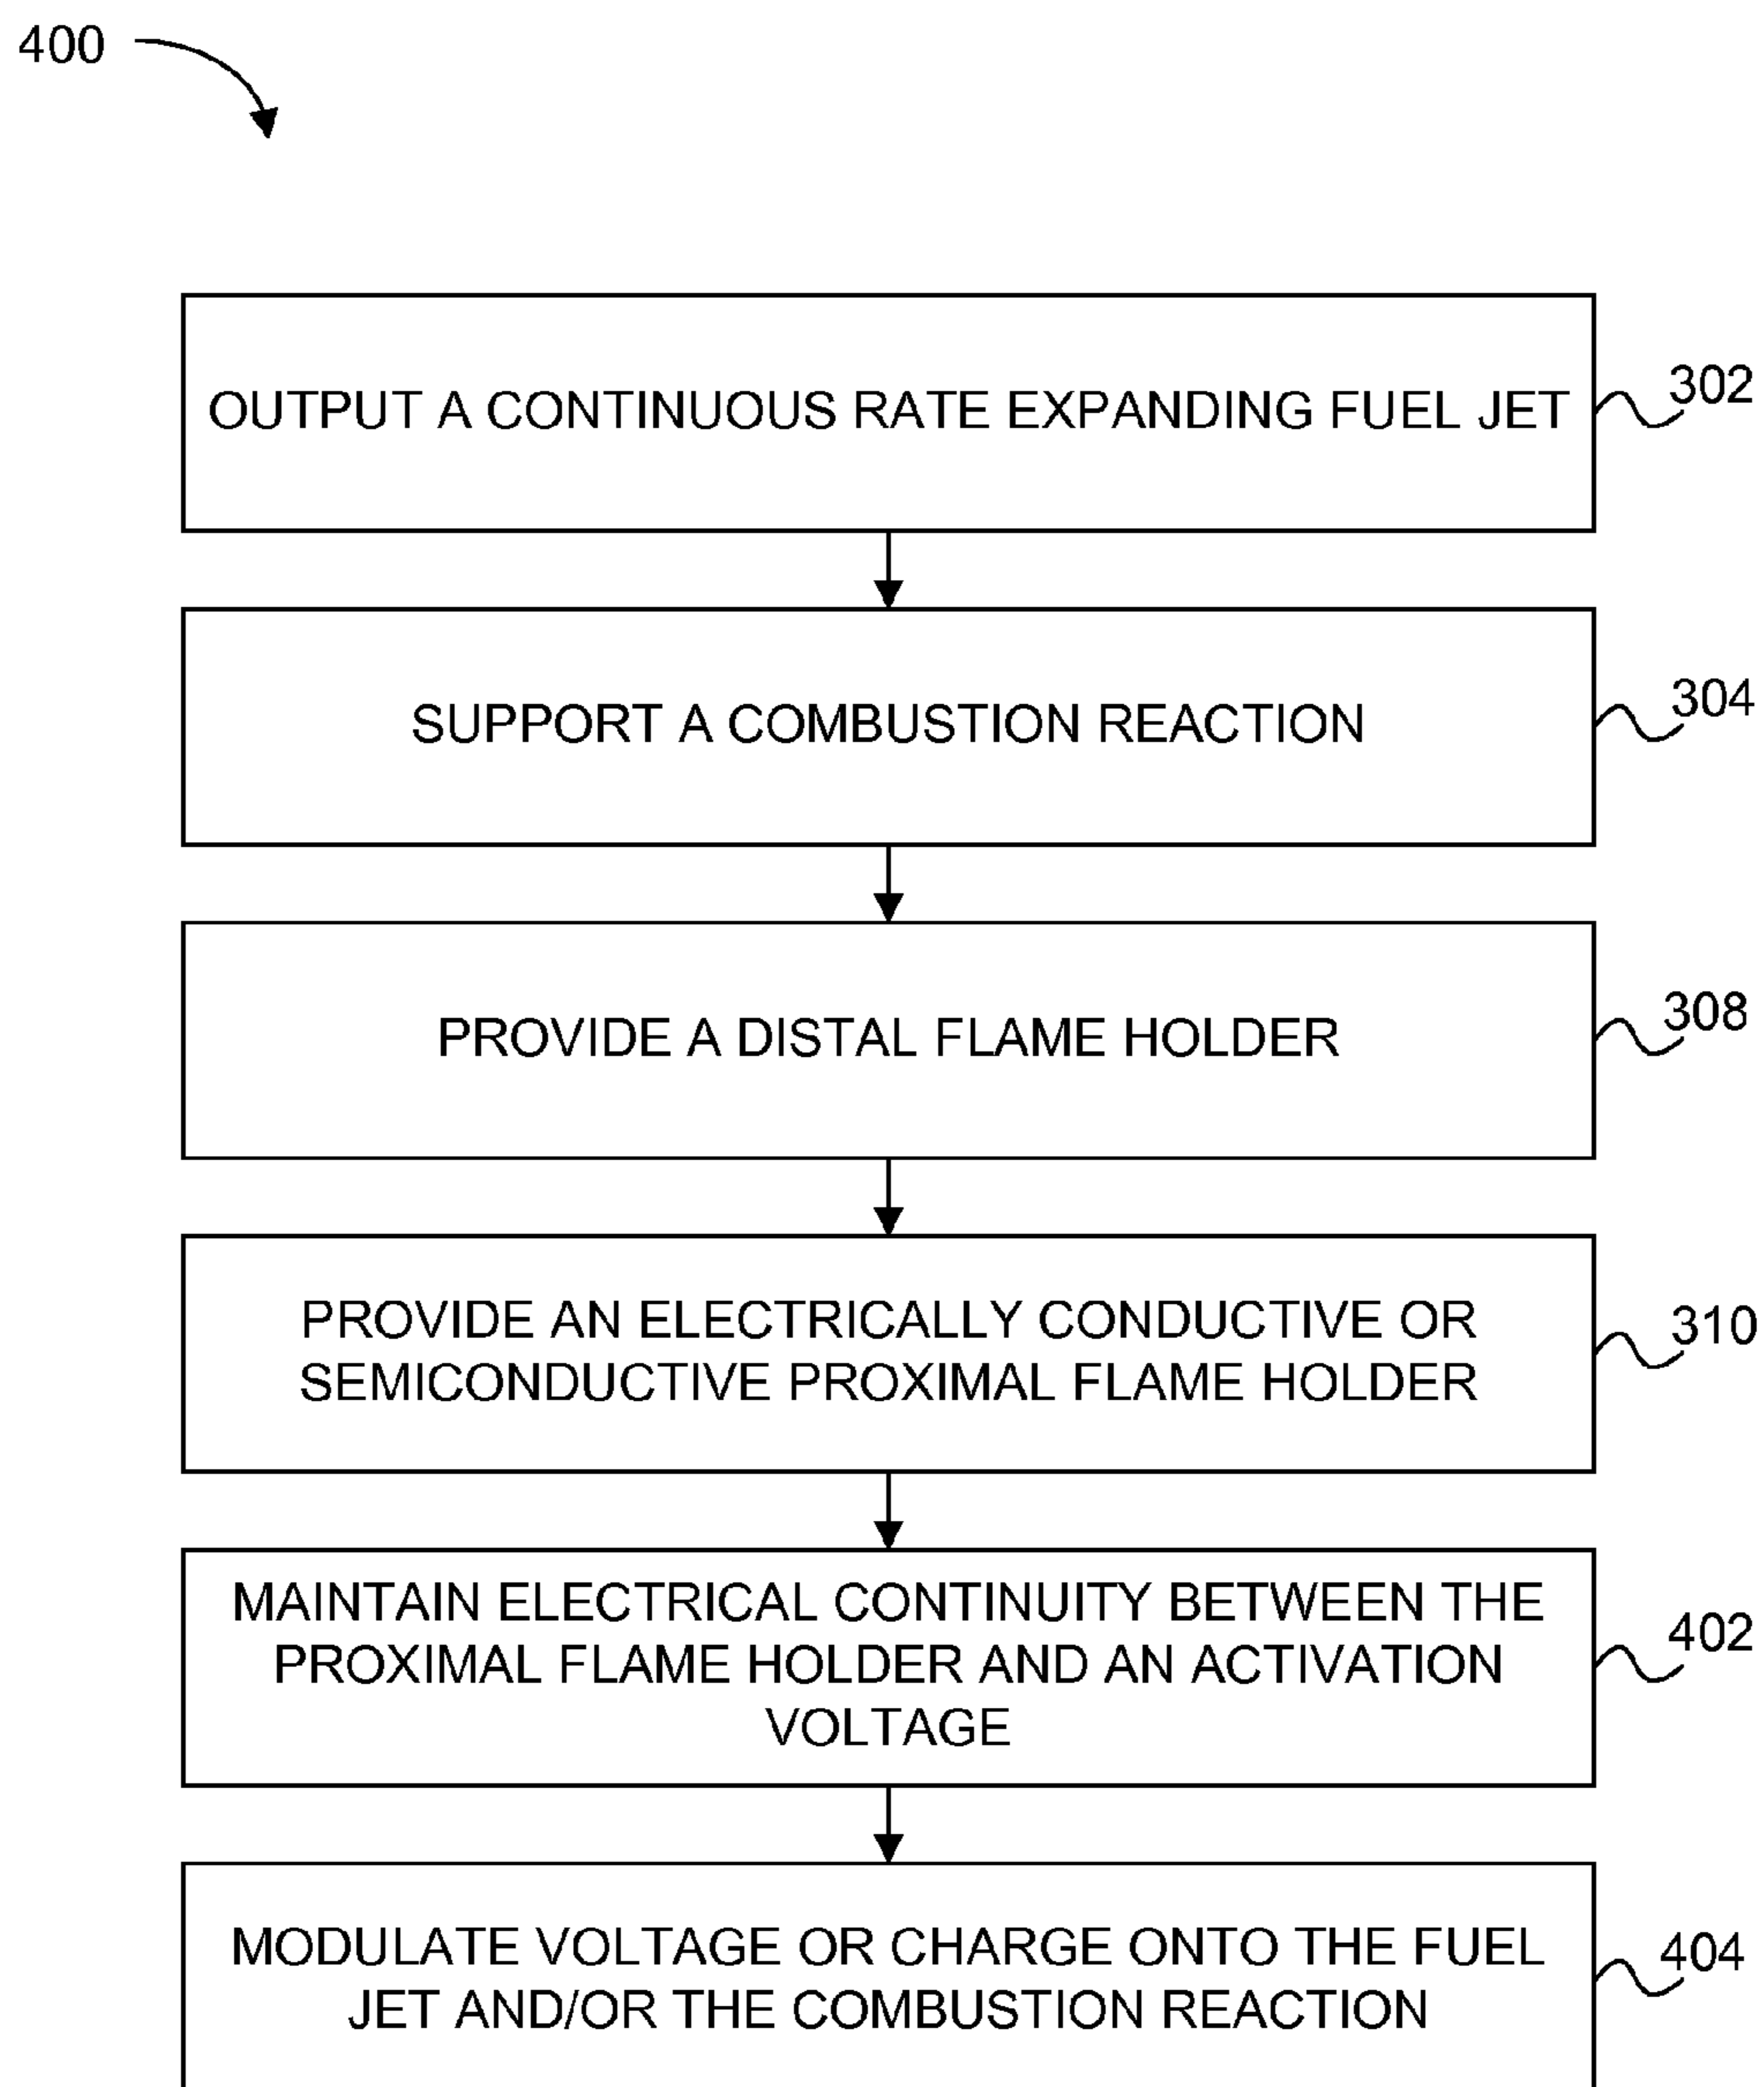 400
OUTPUT A CONTINUOUS RATE EXPANDING FUEL JET
302
SUPPORT A COMBUSTION REACTION
304
PROVIDE A DISTAL FLAME HOLDER
308
PROVIDE AN ELECTRICALLY CONDUCTIVE OR
SEMICONDUCTIVE PROXIMAL FLAME HOLDER
310
MAINTAIN ELECTRICAL CONTINUITY BETWEEN THE
PROXIMAL FLAME HOLDER AND AN ACTIVATION
VOLTAGE
402
MODULATE VOLTAGE OR CHARGE ONTO THE FUEL
JET AND/OR THE COMBUSTION REACTION
404